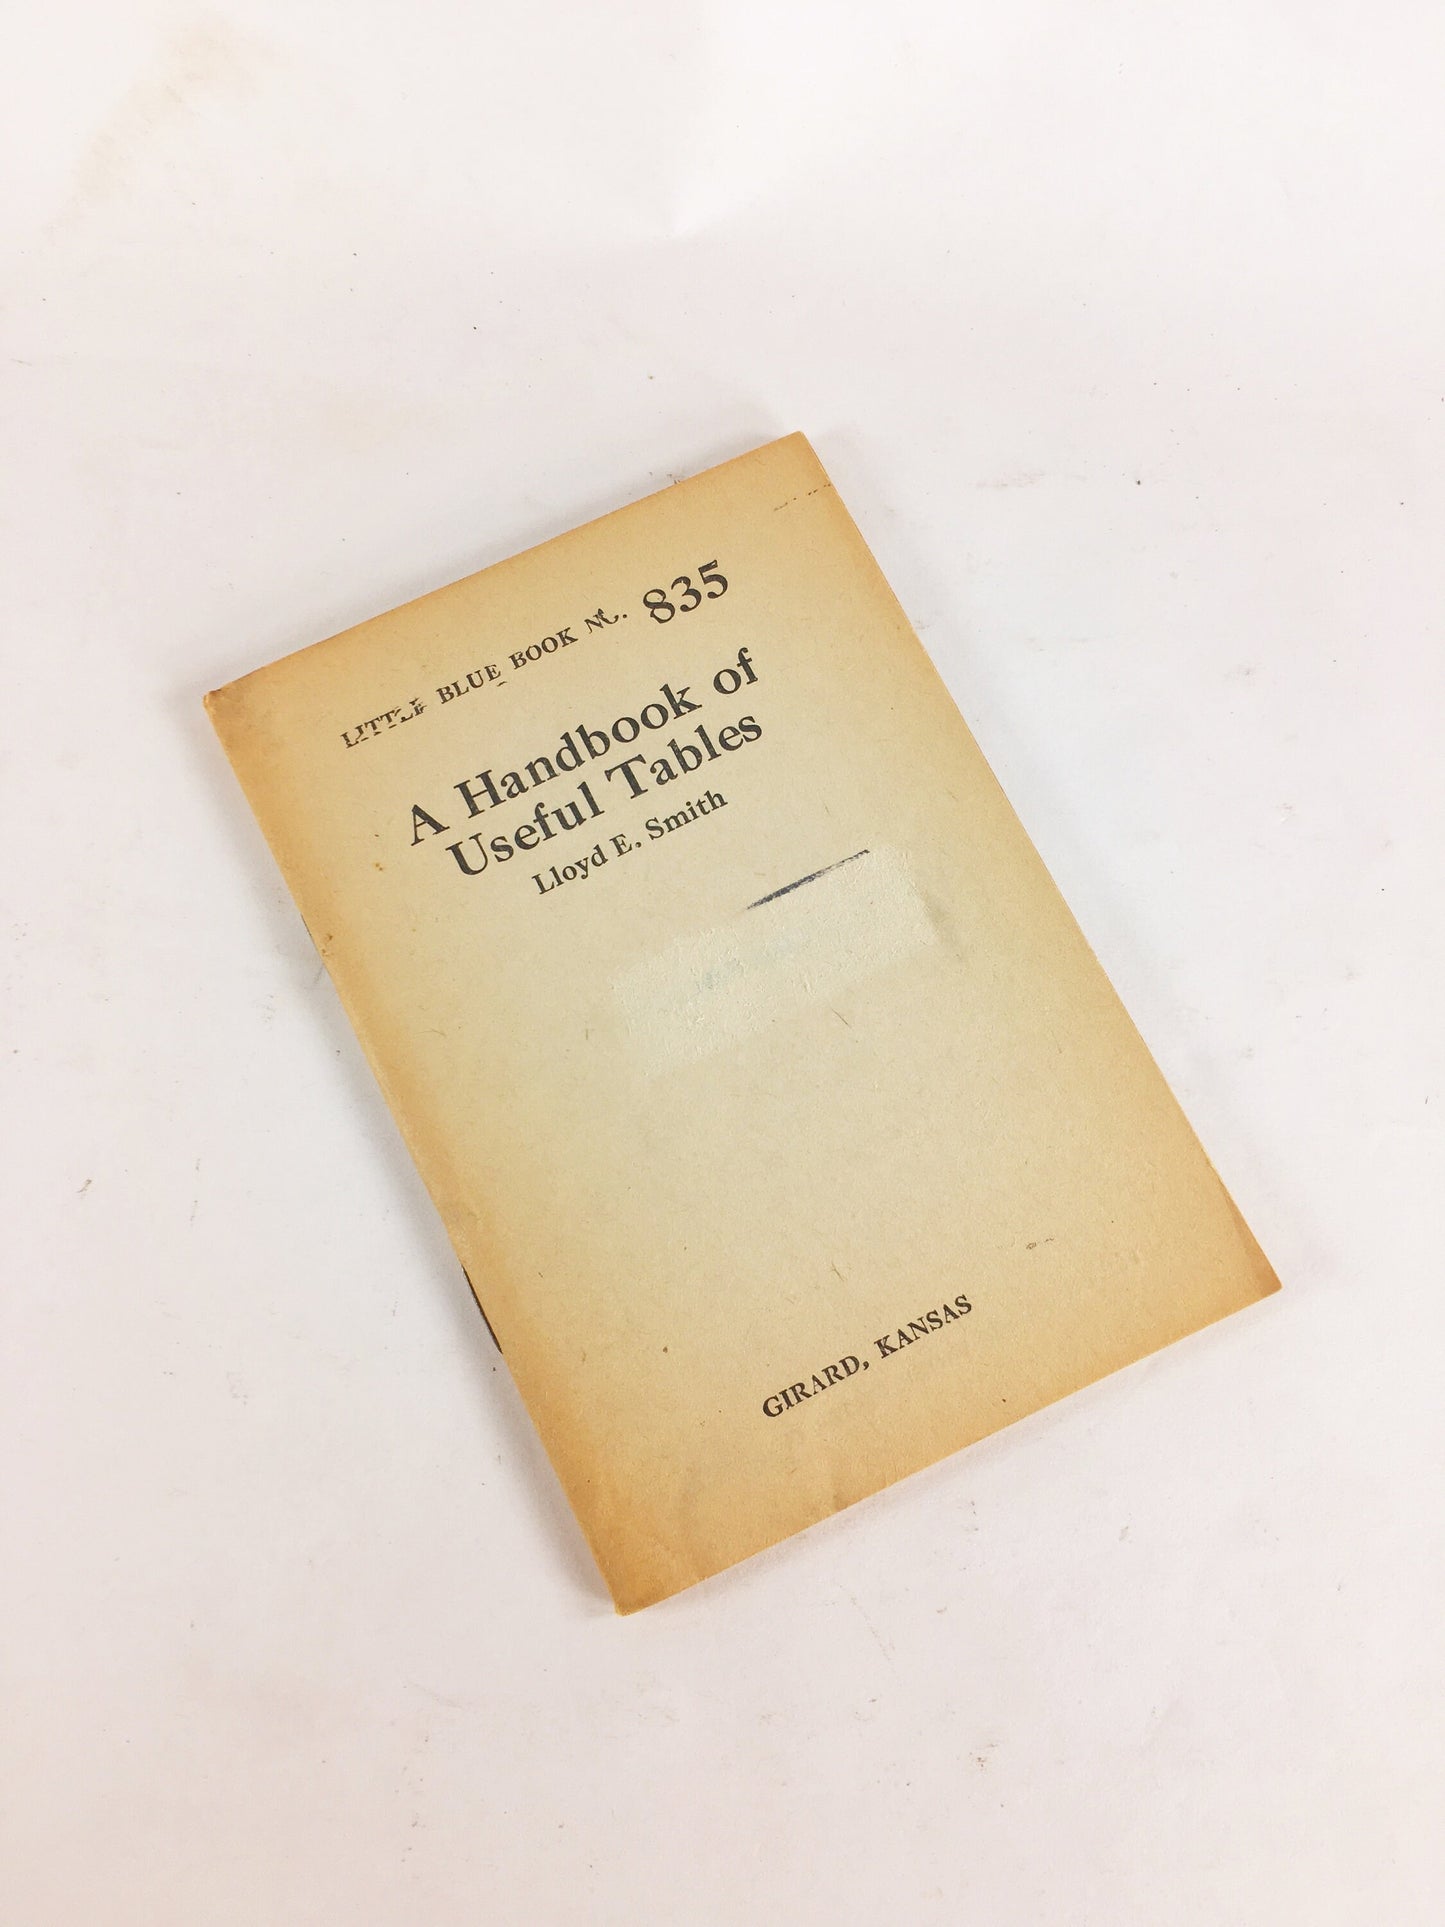 LITTLE BLUE BOOK NO. 835
A Handbook of
Useful Tables
Lloyd E. Smith
GIRARD, KANSAS